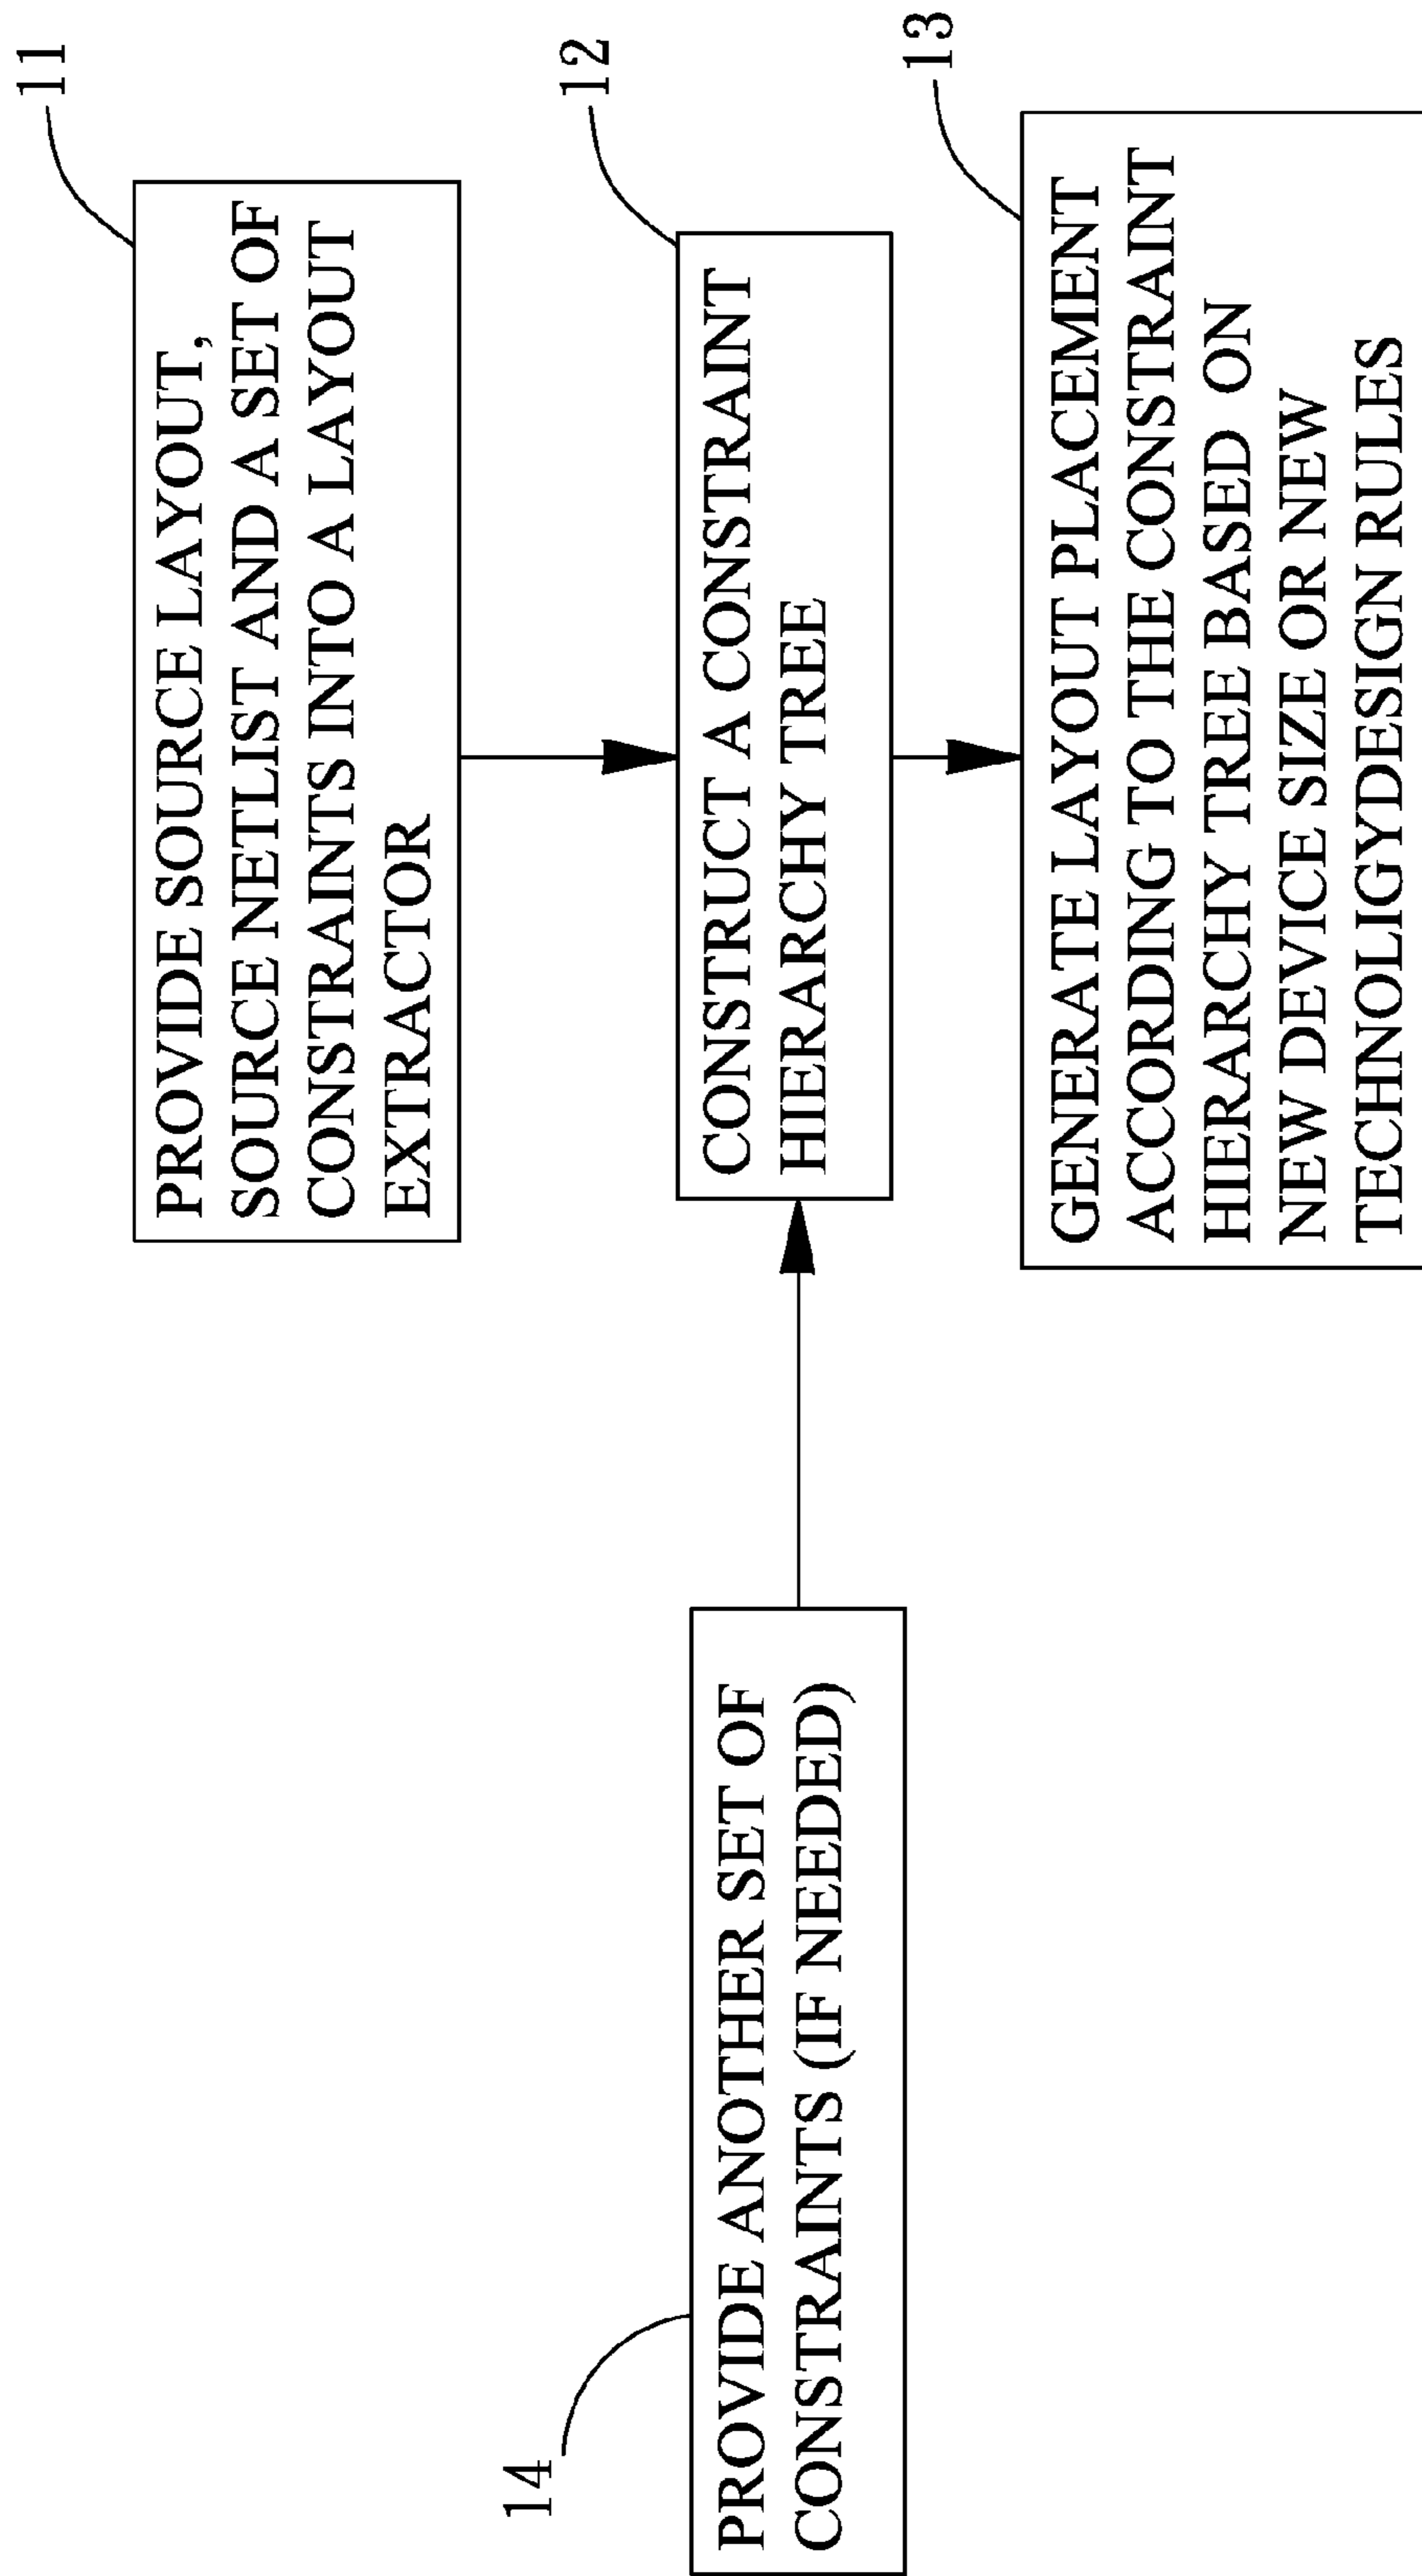 11
PROVIDE SOURCE LAYOUT,
SOURCE NETLIST AND A SET OF
CONSTRAINTS INTO A LAYOUT
EXTRACTOR
14
PROVIDE ANOTHER SET OF
CONSTRAINTS (IF NEEDED)
12
CONSTRUCT A CONSTRAINT
HIERARCHY TREE
13
GENERATE LAYOUT PLACEMENT
ACCORDING TO THE CONSTRAINT
HIERARCHY TREE BASED ON
NEW DEVICE SIZE OR NEW
TECHNOLIGYDESIGN RULES